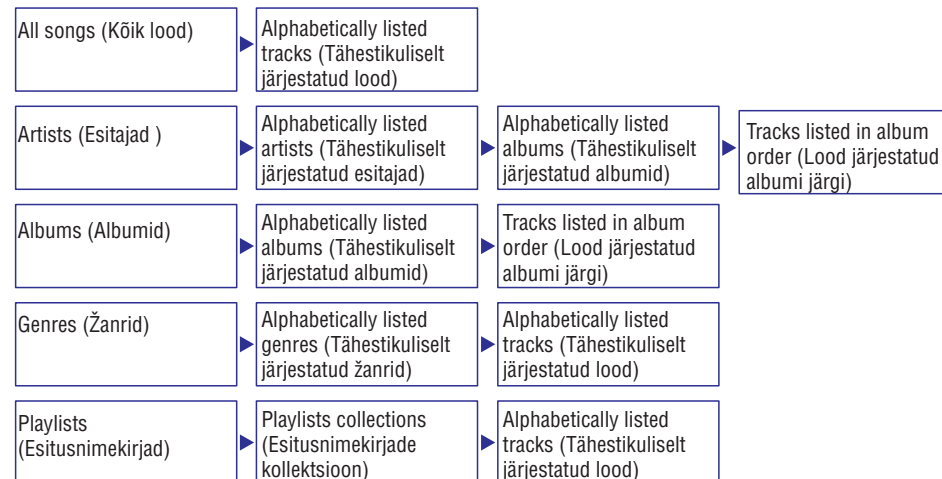 All songs (Kõik lood)
Alphabetically listed
tracks (Tähestikuliselt
järjestatud lood)
Artists (Esitajad )
Alphabetically listed
artists (Tähestikuliselt
järjestatud esitajad)
Alphabetically listed
albums (Tähestikuliselt
järjestatud albumid)
Tracks listed in album
order (Lood järjestatud
albumi järgi)
Albums (Albumid)
Alphabetically listed
albums (Tähestikuliselt
järjestatud albumid)
Tracks listed in album
order (Lood järjestatud
albumi järgi)
Genres (Žanrid)
Alphabetically listed
genres (Tähestikuliselt
järjestatud žanrid)
Alphabetically listed
tracks (Tähestikuliselt
järjestatud lood)
Playlists
(Esitusnimekirjad)
Playlists collections
(Esitusnimekirjade
kollektsioon)
Alphabetically listed
tracks (Tähestikuliselt
järjestatud lood)